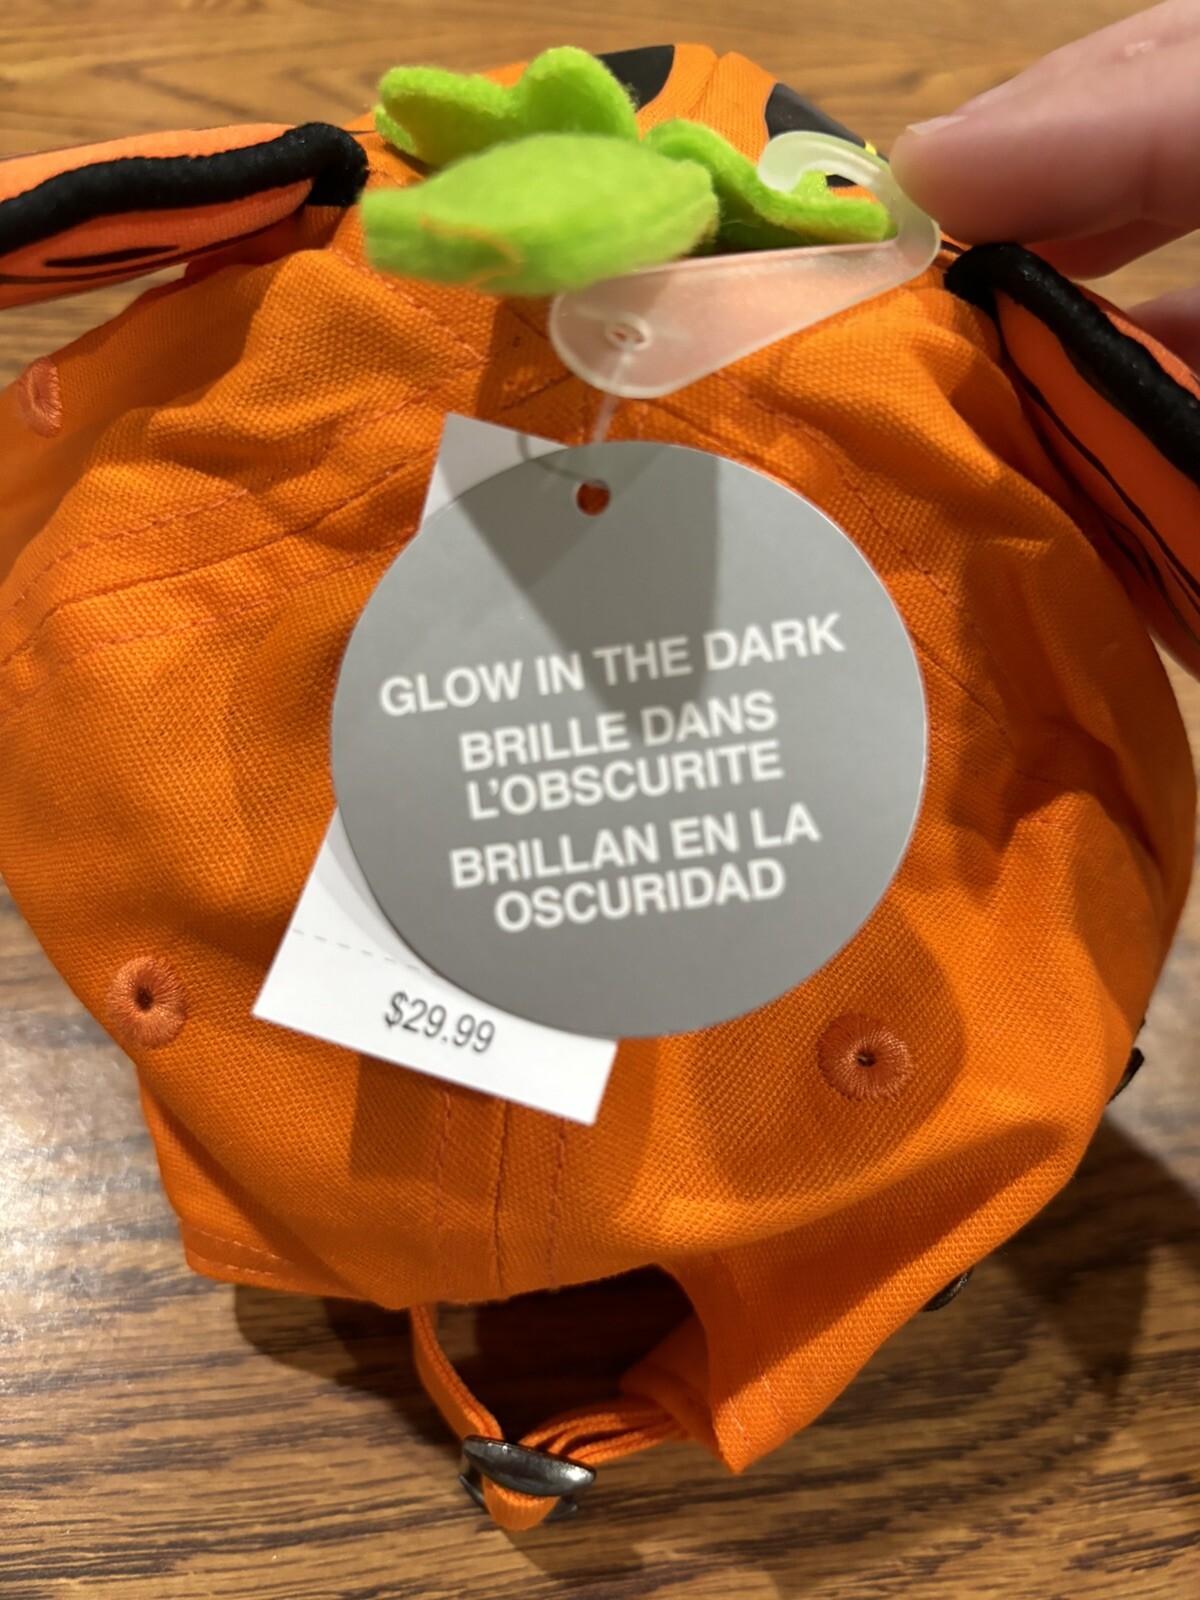 GLOW IN THE DARK
BRILLE DANS
L'OBSCURITE
BRILLAN EN LA
OSCURIDAD
$29.99